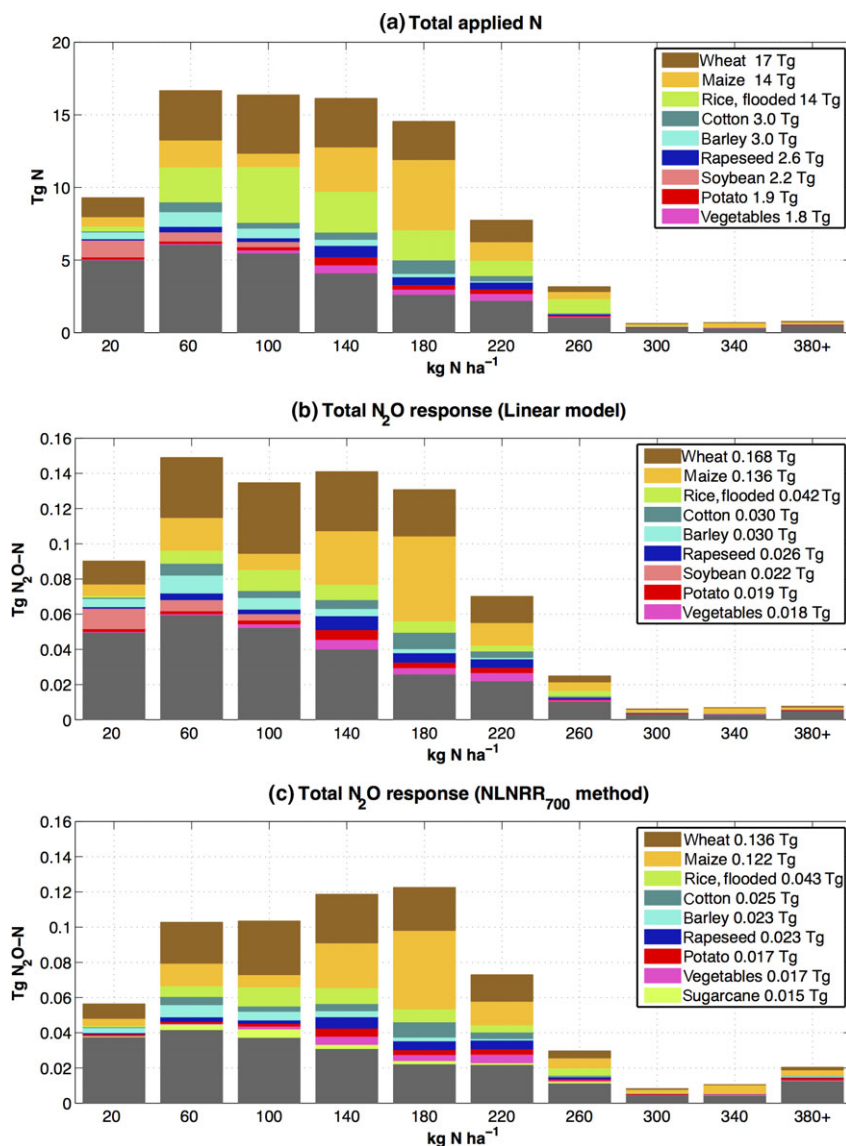 (a) Total applied N
20
15
10
5
0
Tg N
Wheat 17 Tg
Maize 14 Tg
Rice, flooded 14 Tg
Cotton 3.0 Tg
Barley 3.0 Tg
Rapeseed 2.6 Tg
Soybean 2.2 Tg
Potato 1.9 Tg
Vegetables 1.8 Tg
20 60 100 140 180 220 260 300 340 380+
kg N ha⁻¹
(b) Total N₂O response (Linear model)
0.16
0.14
0.12
0.1
0.08
0.06
0.04
0.02
0
Tg N₂O–N
Wheat 0.168 Tg
Maize 0.136 Tg
Rice, flooded 0.042 Tg
Cotton 0.030 Tg
Barley 0.030 Tg
Rapeseed 0.026 Tg
Soybean 0.022 Tg
Potato 0.019 Tg
Vegetables 0.018 Tg
20 60 100 140 180 220 260 300 340 380+
kg N ha⁻¹
(c) Total N₂O response (NLNRR₇₀₀ method)
0.16
0.14
0.12
0.1
0.08
0.06
0.04
0.02
0
Tg N₂O–N
Wheat 0.136 Tg
Maize 0.122 Tg
Rice, flooded 0.043 Tg
Cotton 0.025 Tg
Barley 0.023 Tg
Rapeseed 0.023 Tg
Potato 0.017 Tg
Vegetables 0.017 Tg
Sugarcane 0.015 Tg
20 60 100 140 180 220 260 300 340 380+
kg N ha⁻¹